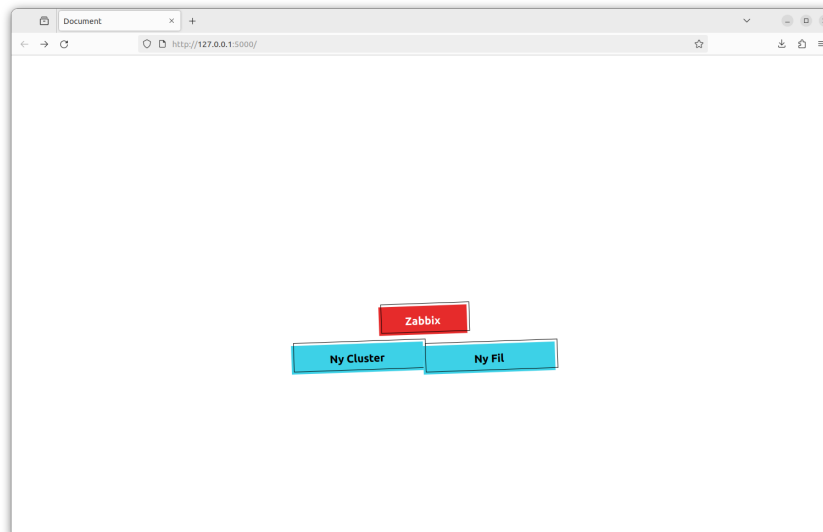 Document
http://127.0.0.1:5000/
Zabbix
Ny Cluster
Ny Fil